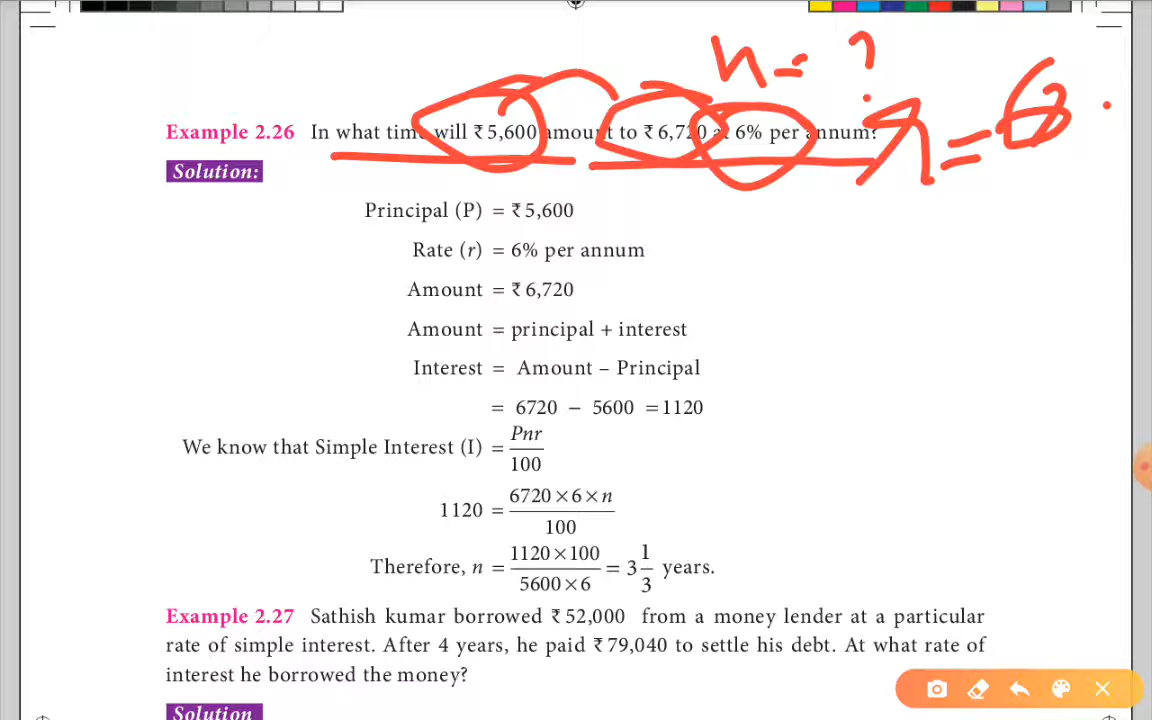 n = ?
r = 6
Example 2.26 In what time will ₹ 5,600 amount to ₹ 6,720 at 6% per annum?
Solution:
Principal (P) = ₹ 5,600
Rate (r) = 6% per annum
Amount = ₹ 6,720
Amount = principal + interest
Interest = Amount – Principal
= 6720 − 5600 = 1120
We know that Simple Interest (I) = Pnr/100
1120 = 6720 × 6 × n/100
Therefore, n = 1120 × 100/5600 × 6 = 3 1/3 years.
Example 2.27 Sathish kumar borrowed ₹ 52,000 from a money lender at a particular
rate of simple interest. After 4 years, he paid ₹ 79,040 to settle his debt. At what rate of
interest he borrowed the money?
Solution